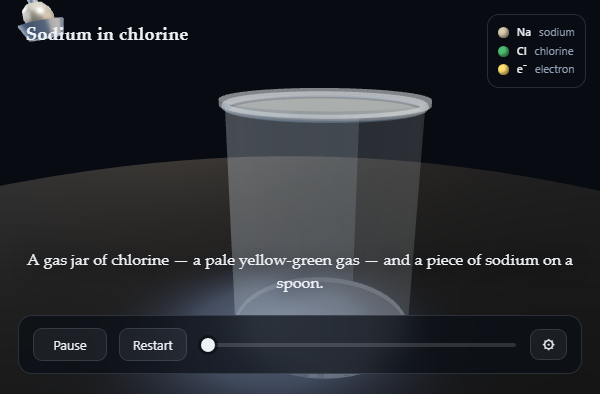 Sodium in chlorine
Na sodium
Cl chlorine
e⁻ electron
A gas jar of chlorine — a pale yellow-green gas — and a piece of sodium on a
spoon.
Pause Restart